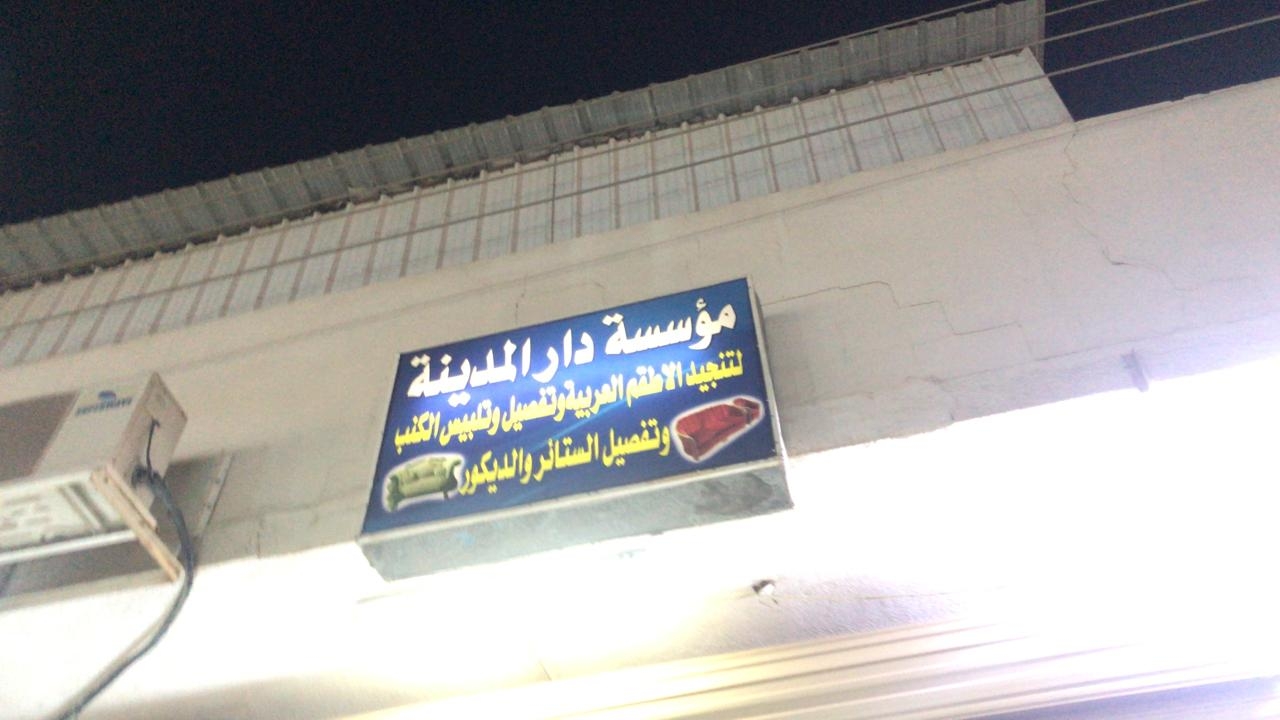 مؤسسة دار المدينة
لتنجيد الاطقم العربية وتفصيل وتلبيس الكنب
وتفصيل الستائر والديكور